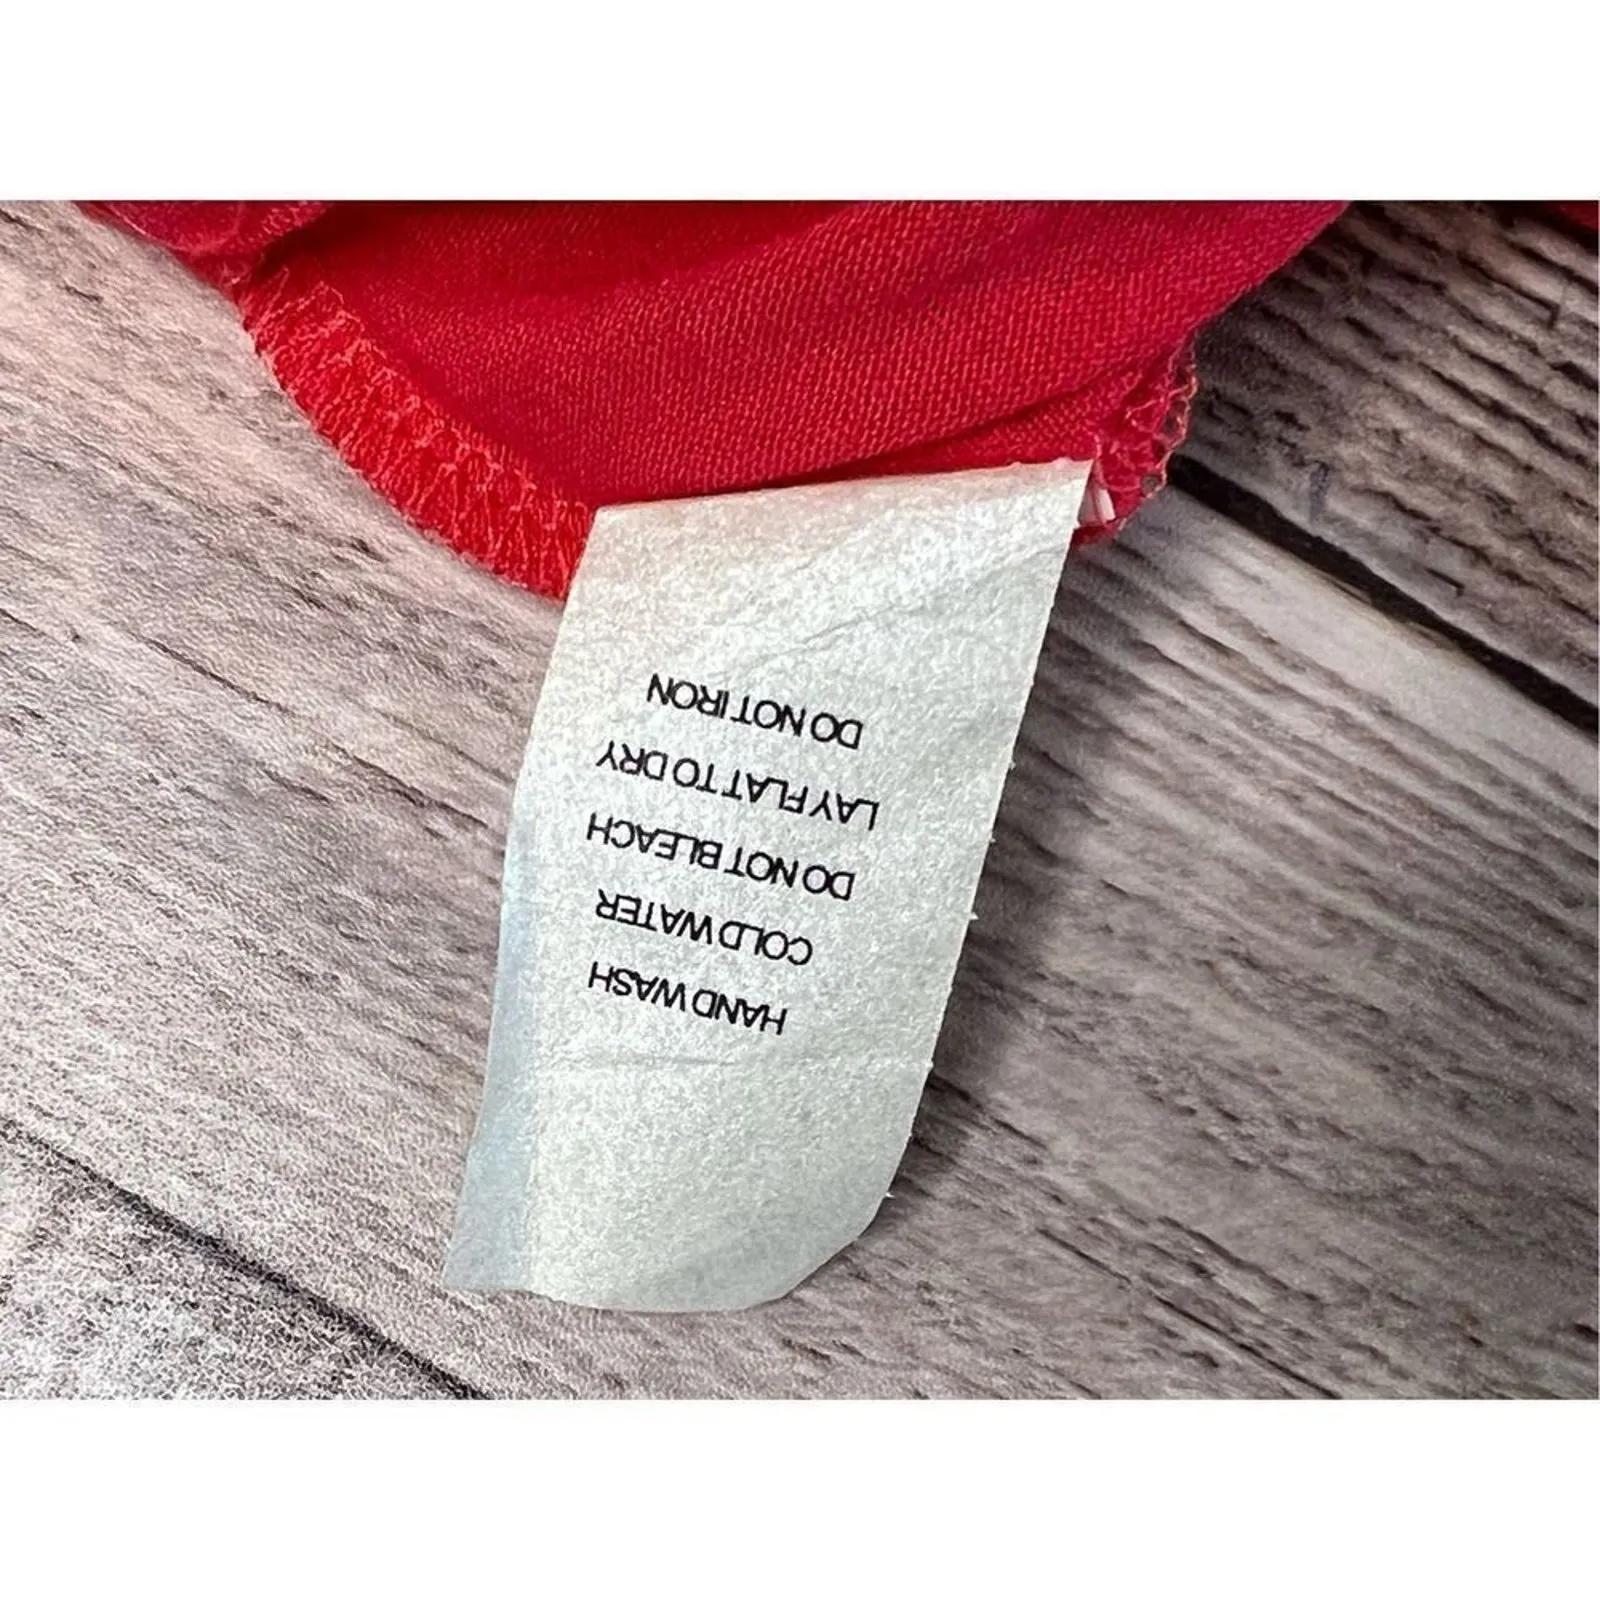 HAND WASH
COLD WATER
DO NOT BLEACH
LAY FLAT TO DRY
DO NOT IRON